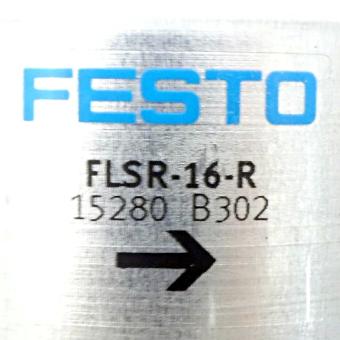 FESTO
FLSR-16-R
15280 B302
→